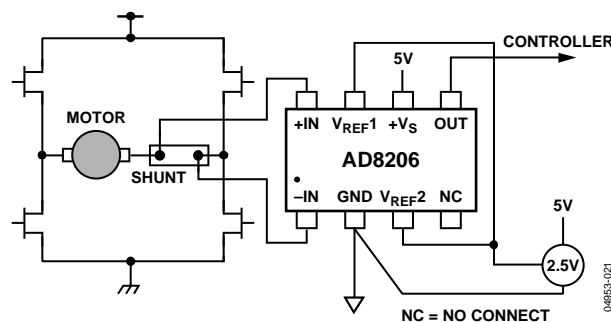 CONTROLLER
5V
MOTOR
SHUNT
+IN VREF1 +VS OUT
AD8206
–IN GND VREF2 NC
5V
2.5V
NC = NO CONNECT
04953-021